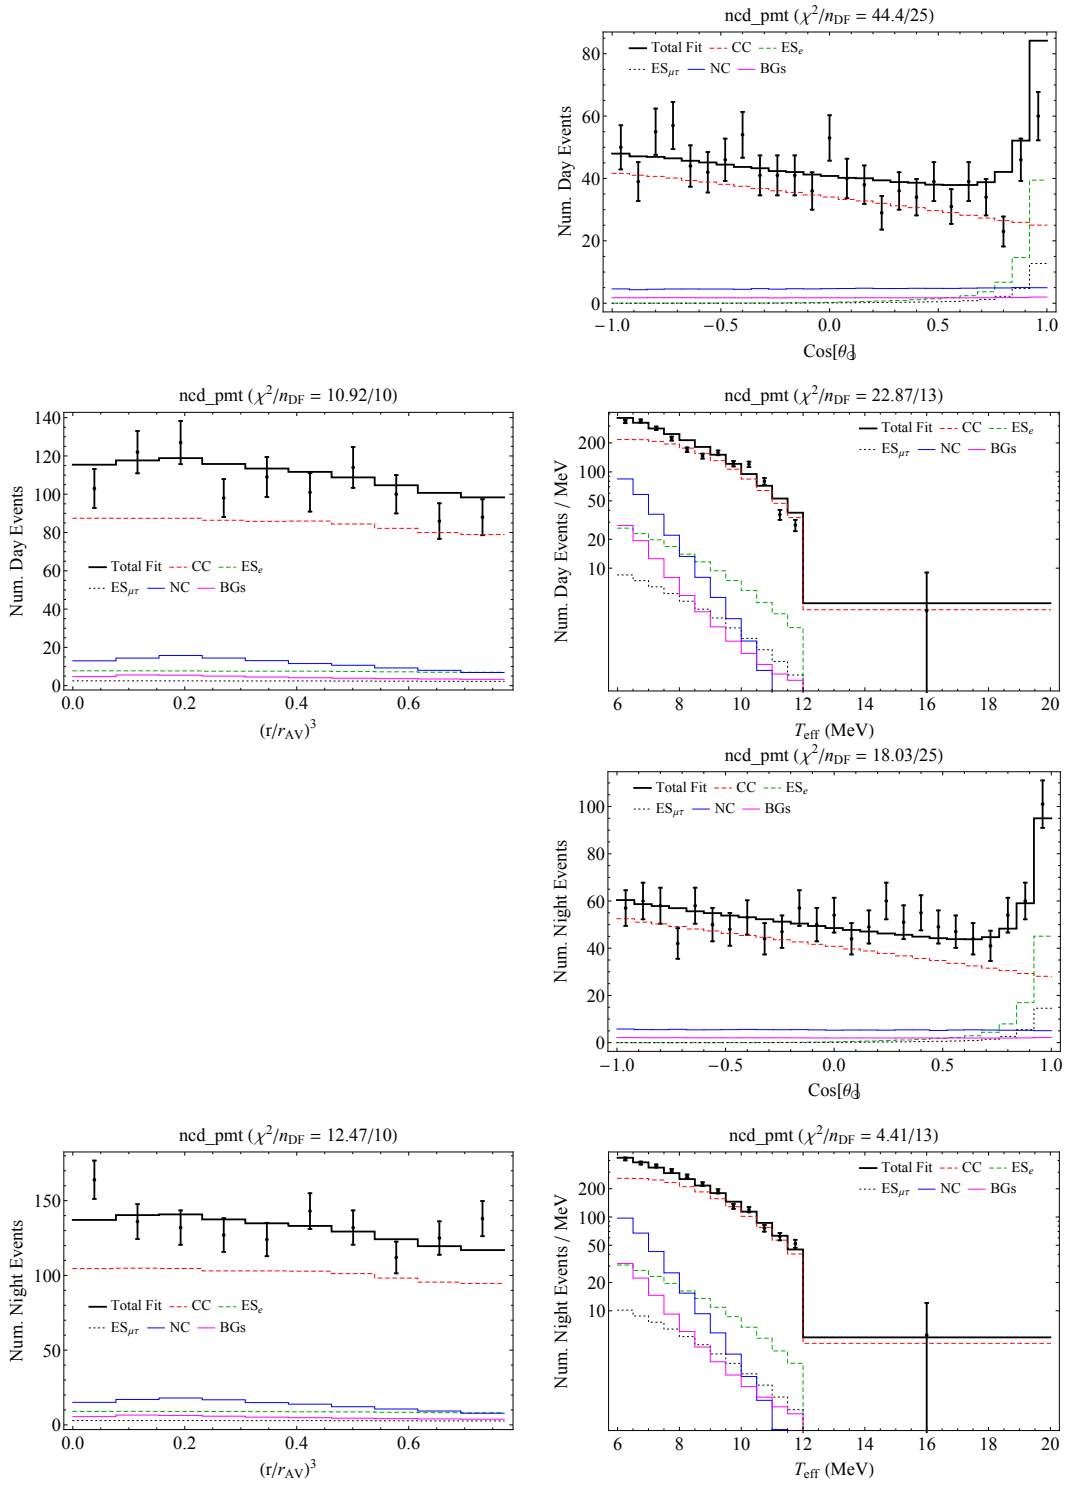 ncd_pmt (χ²/n_DF = 44.4/25)
Total Fit CC ES_e
ES_μτ NC BGs
Num. Day Events
80
60
40
20
0
−1.0 −0.5 0.0 0.5 1.0
Cos[θ_⊙]
ncd_pmt (χ²/n_DF = 10.92/10)
Total Fit CC ES_e
ES_μτ NC BGs
Num. Day Events
140
120
100
80
60
40
20
0
0.0 0.2 0.4 0.6
(r/r_AV)³
ncd_pmt (χ²/n_DF = 22.87/13)
Total Fit CC ES_e
ES_μτ NC BGs
Num. Day Events / MeV
200
100
50
20
10
6 8 10 12 14 16 18 20
T_eff (MeV)
ncd_pmt (χ²/n_DF = 18.03/25)
Total Fit CC ES_e
ES_μτ NC BGs
Num. Night Events
100
80
60
40
20
0
−1.0 −0.5 0.0 0.5 1.0
Cos[θ_⊙]
ncd_pmt (χ²/n_DF = 12.47/10)
Total Fit CC ES_e
ES_μτ NC BGs
Num. Night Events
150
100
50
0
0.0 0.2 0.4 0.6
(r/r_AV)³
ncd_pmt (χ²/n_DF = 4.41/13)
Total Fit CC ES_e
ES_μτ NC BGs
Num. Night Events / MeV
200
100
50
20
10
6 8 10 12 14 16 18 20
T_eff (MeV)